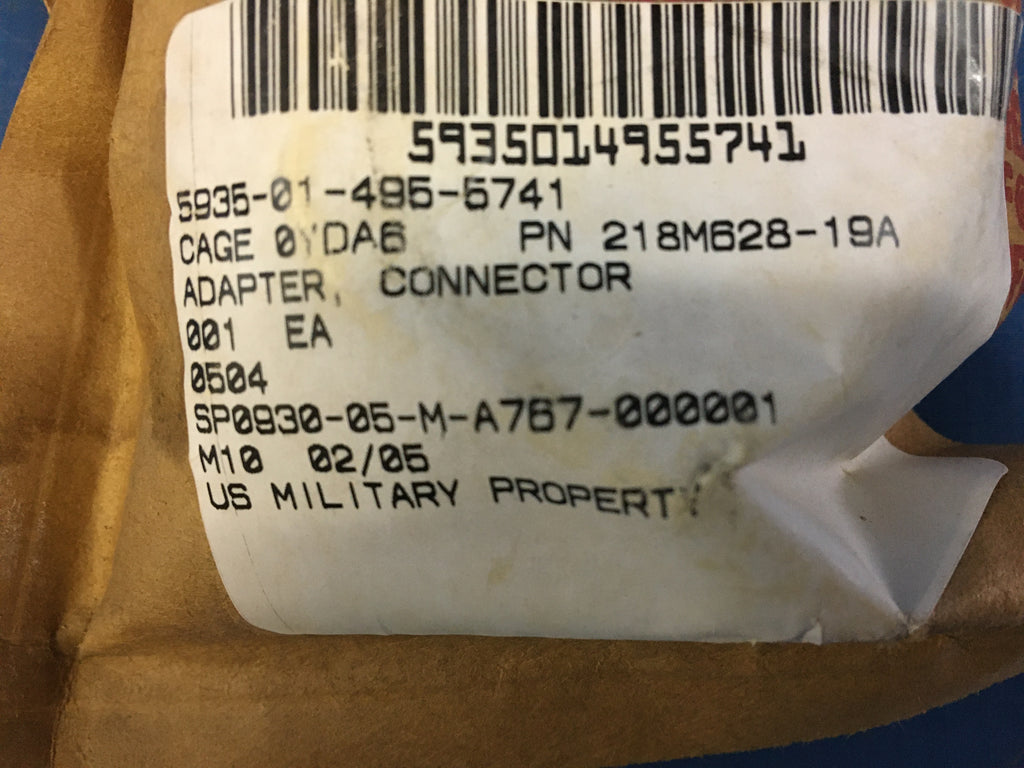 5935014955741
5935-01-495-5741
CAGE 0YDA6 PN 218M628-19A
ADAPTER, CONNECTOR
001 EA
0504
SP0930-05-M-A767-000001
M10 02/05
US MILITARY PROPERTY